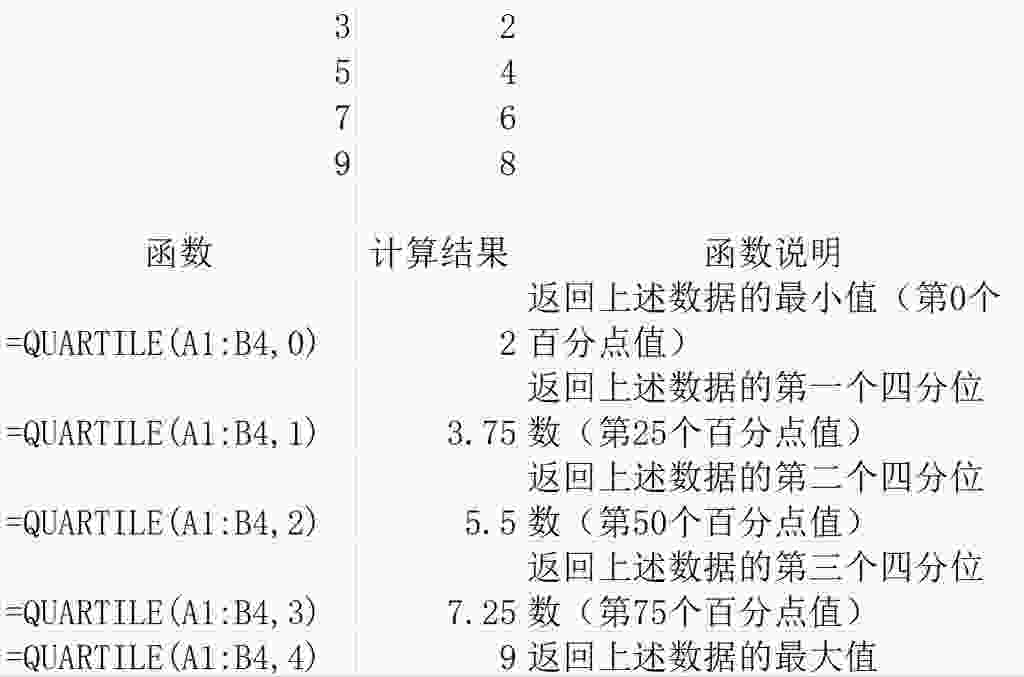 3 2
5 4
7 6
9 8
函数 计算结果 函数说明
返回上述数据的最小值（第0个
=QUARTILE(A1:B4,0) 2 百分点值）
返回上述数据的第一个四分位
=QUARTILE(A1:B4,1) 3.75 数（第25个百分点值）
返回上述数据的第二个四分位
=QUARTILE(A1:B4,2) 5.5 数（第50个百分点值）
返回上述数据的第三个四分位
=QUARTILE(A1:B4,3) 7.25 数（第75个百分点值）
=QUARTILE(A1:B4,4) 9 返回上述数据的最大值